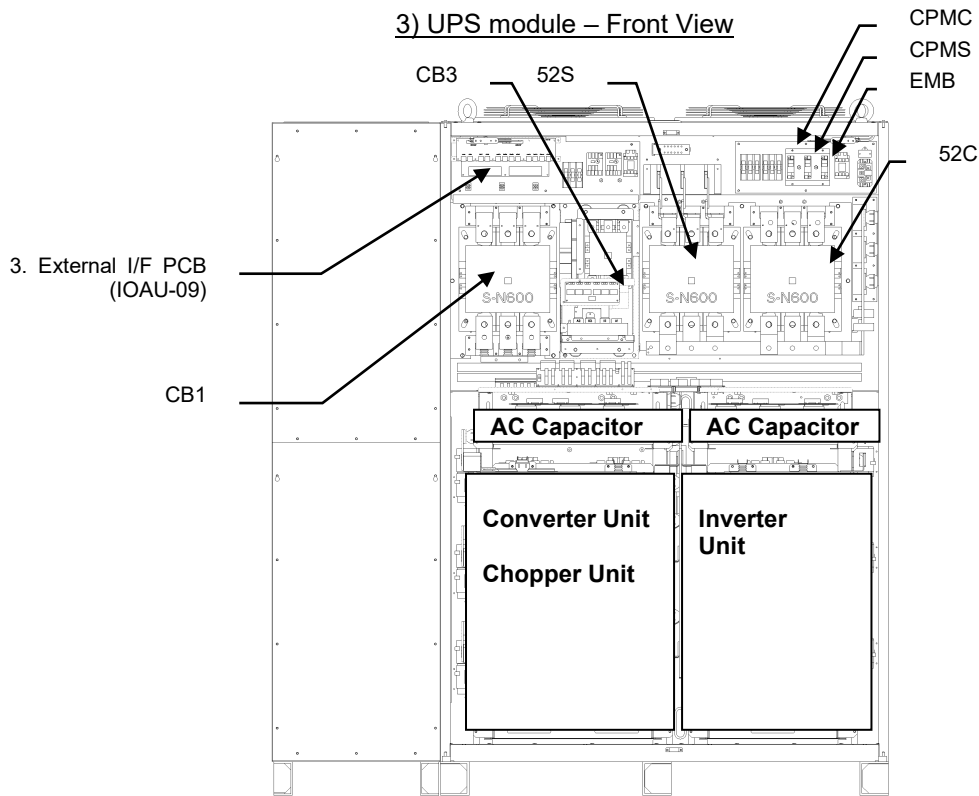 3) UPS module – Front View
CPMC
CPMS
EMB
CB3
52S
52C
3. External I/F PCB
(IOAU-09)
S-N600
S-N600
S-N600
CB1
AC Capacitor
AC Capacitor
Converter Unit
Chopper Unit
Inverter
Unit